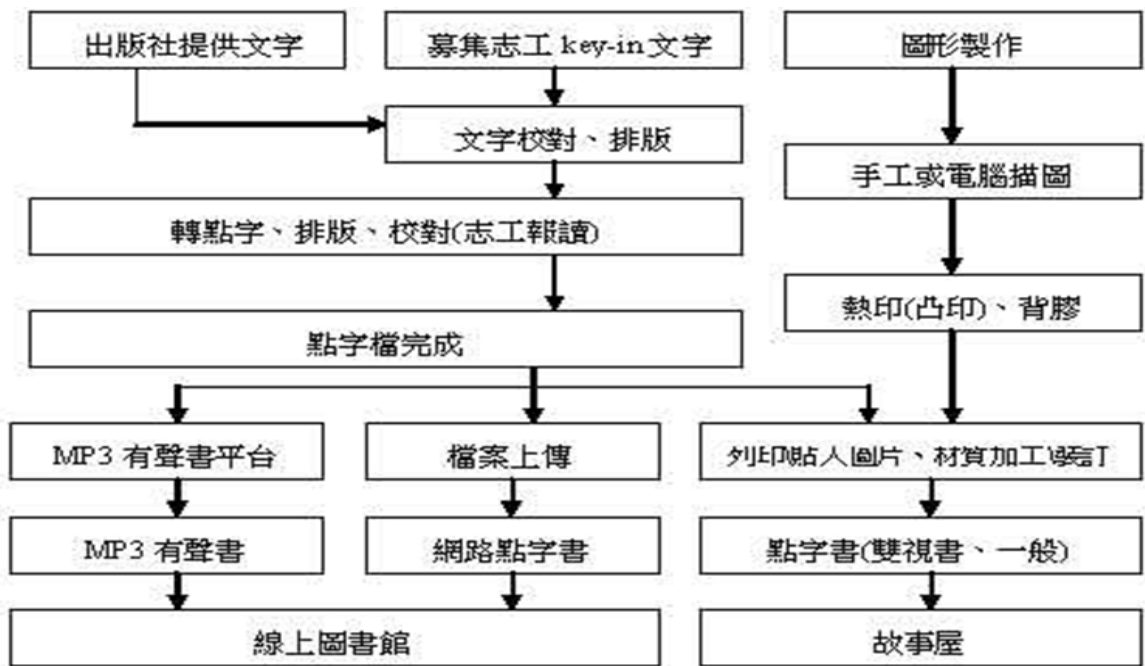 出版社提供文字
募集志工 key-in 文字
圖形製作
文字校對、排版
手工或電腦描圖
轉點字、排版、校對(志工報讀)
熱印(凸印)、背膠
點字檔完成
MP3 有聲書平台
檔案上傳
列印貼人圖片、材質加工裝訂
MP3 有聲書
網路點字書
點字書(雙視書、一般)
線上圖書館
故事屋